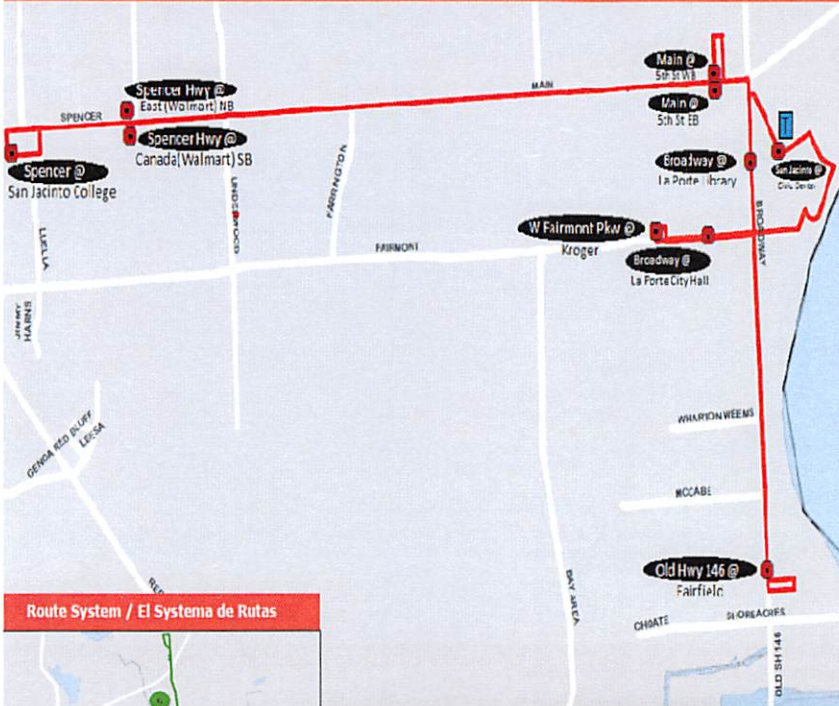 Main @
5th St WB
Spencer Hwy @
East (Walmart) NB
MAIN
Main @
5th St EB
SPENCER
T
Spencer Hwy @
Canada(Walmart) SB
Broadway @
La Porte Library
San Jacinto @
Civic Center
Spencer @
San Jacinto College
FARRINGTON
UNDERWOOD
LUELLA
W Fairmont Pkw @
Kroger
BROADWAY
FAIRMONT
Broadway @
La Porte City Hall
JIMMY
HARNS
WHARTON WEEMS
GENOA RED BLUFF
LEESA
MCCABE
Old Hwy 146 @
Fairfield
BAY AREA
RED
Route System / El Systema de Rutas
CHOATE
SHOREACRES
OLD SH 146